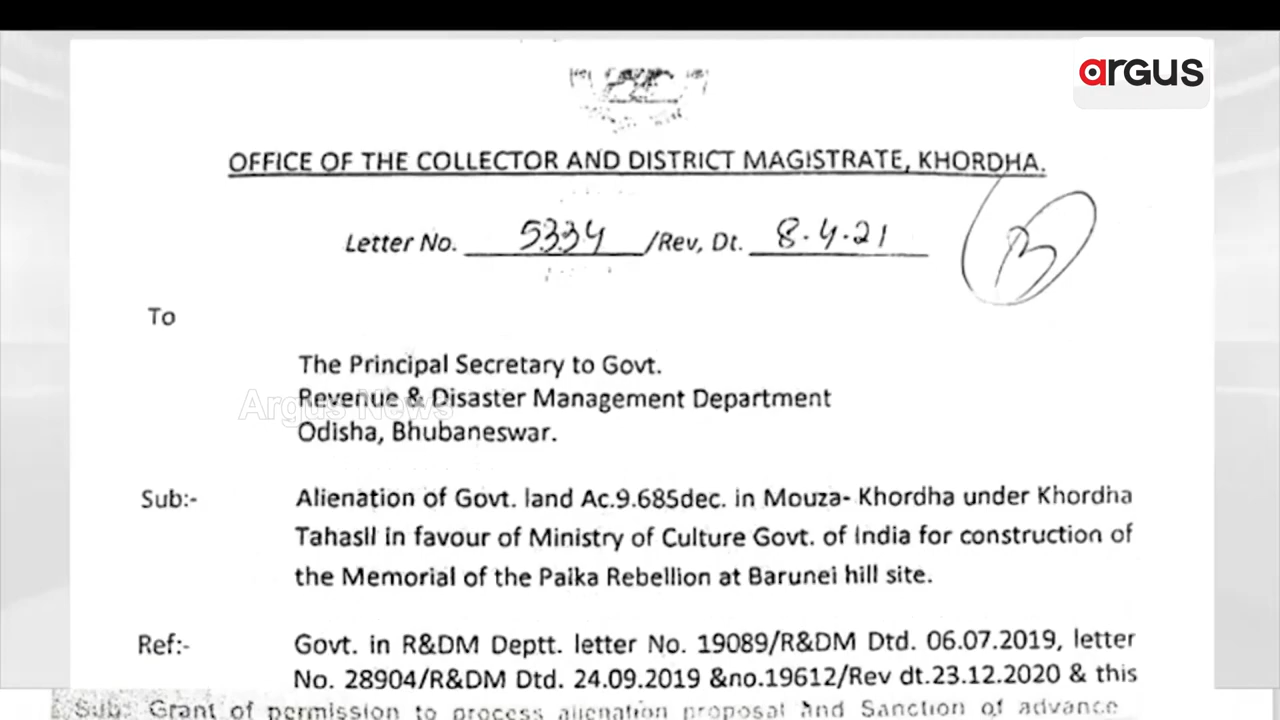 argus
OFFICE OF THE COLLECTOR AND DISTRICT MAGISTRATE, KHORDHA.
Letter No. 5334 /Rev, Dt. 8.4.21
To
The Principal Secretary to Govt.
Revenue & Disaster Management Department
Argus News
Odisha, Bhubaneswar.
Sub:- Alienation of Govt. land Ac.9.685dec. in Mouza- Khordha under Khordha
Tahasil in favour of Ministry of Culture Govt. of India for construction of
the Memorial of the Paika Rebellion at Barunei hill site.
Ref:- Govt. in R&DM Deptt. letter No. 19089/R&DM Dtd. 06.07.2019, letter
No. 28904/R&DM Dtd. 24.09.2019 &no.19612/Rev dt.23.12.2020 & this
Sub: Grant of permission to process alienation proposal and Sanction of advance